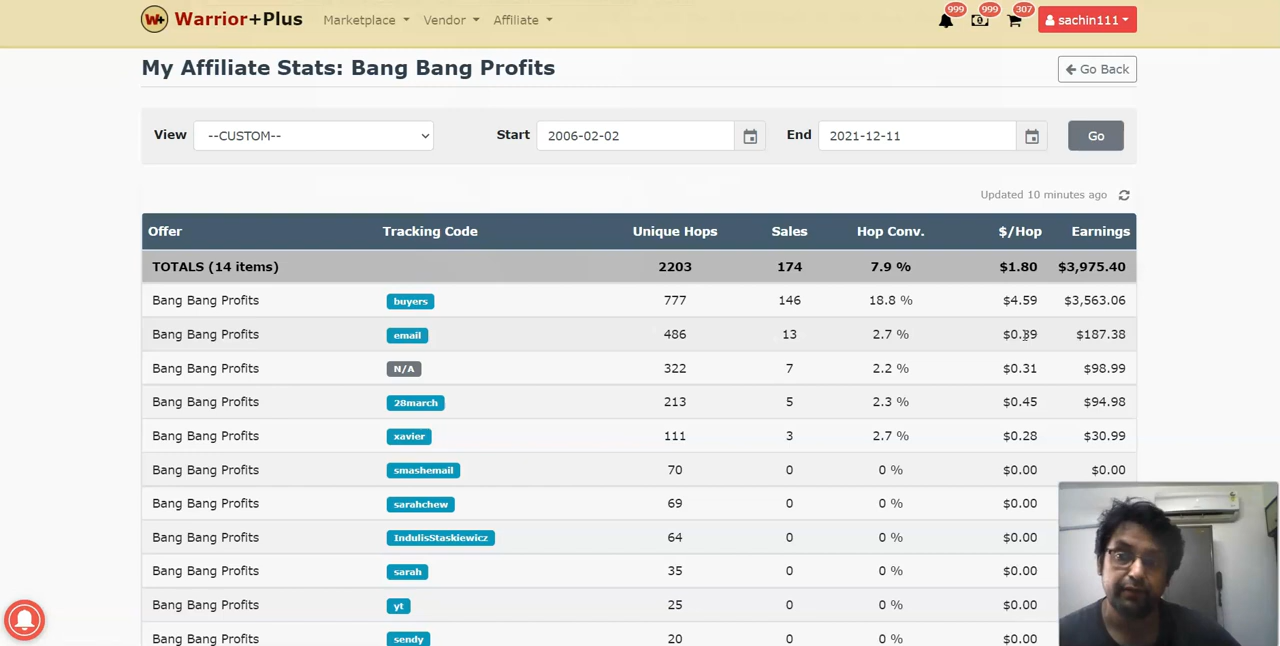 W+ Warrior+Plus Marketplace Vendor Affiliate 999 999 307 sachin111
My Affiliate Stats: Bang Bang Profits Go Back
View --CUSTOM-- Start 2006-02-02 End 2021-12-11 Go
Updated 10 minutes ago
Offer Tracking Code Unique Hops Sales Hop Conv. $/Hop Earnings
TOTALS (14 items) 2203 174 7.9 % $1.80 $3,975.40
Bang Bang Profits buyers 777 146 18.8 % $4.59 $3,563.06
Bang Bang Profits email 486 13 2.7 % $0.39 $187.38
Bang Bang Profits N/A 322 7 2.2 % $0.31 $98.99
Bang Bang Profits 28march 213 5 2.3 % $0.45 $94.98
Bang Bang Profits xavier 111 3 2.7 % $0.28 $30.99
Bang Bang Profits smashemail 70 0 0 % $0.00 $0.00
Bang Bang Profits sarahchew 69 0 0 % $0.00
Bang Bang Profits IndulisStaskiewicz 64 0 0 % $0.00
Bang Bang Profits sarah 35 0 0 % $0.00
Bang Bang Profits yt 25 0 0 % $0.00
Bang Bang Profits sendy 20 0 0 % $0.00